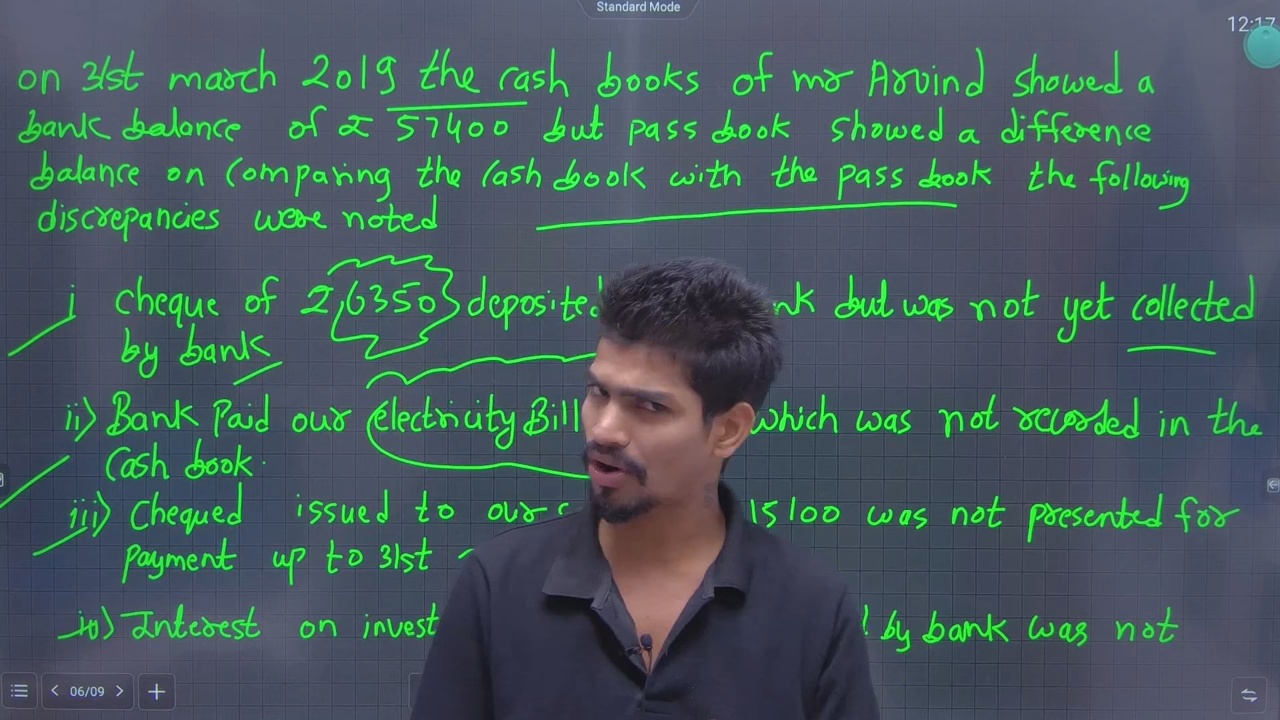 Standard Mode
12:17
on 31st march 2019 the cash books of mr Arvind showed a
bank balance of ₹ 57400 but pass book showed a difference
balance on Comparing the Cash book with the pass book the following
discrepancies were noted
i cheque of ₹ 6350 deposited but was not yet collected
by bank
ii) Bank Paid our electricity Bill which was not recorded in the
Cash book.
iii) Chequed issued to our 15100 was not presented for
payment up to 31st
iv) Interest on invest by bank was not
06/09